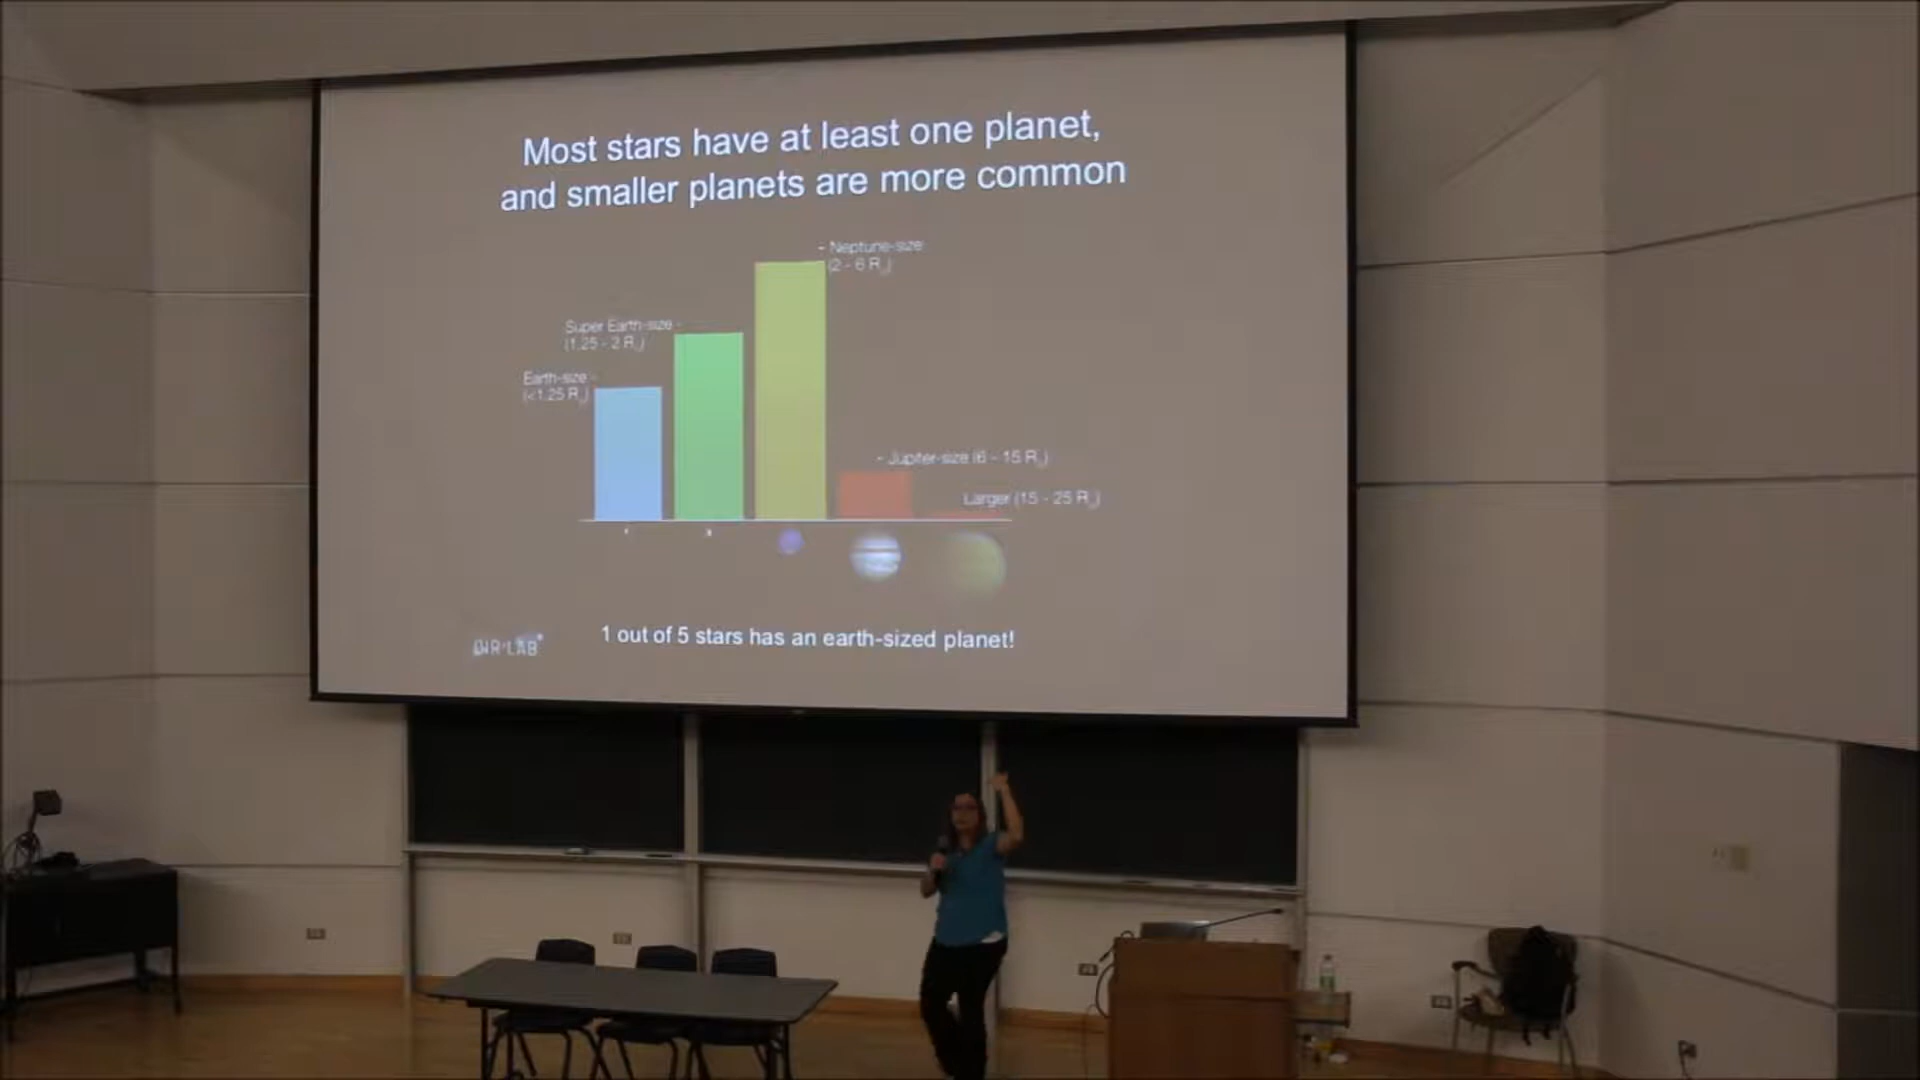 Most stars have at least one planet,
and smaller planets are more common
- Neptune-size
(2 - 6 R⊕)
Super Earth-size -
(1.25 - 2 R⊕)
Earth-size -
(<1.25 R⊕)
- Jupiter-size (6 - 15 R⊕)
Larger (15 - 25 R⊕)
1 out of 5 stars has an earth-sized planet!